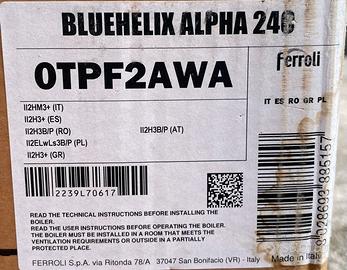 BLUEHELIX ALPHA 24C
Ferroli
OTPF2AWA
IT ES RO GR PL
II2HM3+ (IT)
II2H3+ (ES)
II2H3B/P (RO)
II2H3B/P (AT)
II2ELwLs3B/P (PL)
II2H3+ (GR)
2239L70617
8028693885157
READ THE TECHNICAL INSTRUCTIONS BEFORE INSTALLING THE
BOILER.
READ THE USER INSTRUCTIONS BEFORE OPERATING THE BOILER.
THE BOILER MUST BE INSTALLED IN A ROOM THAT MEETS THE
VENTILATION REQUIREMENTS OR OUTSIDE IN A PARTIALLY
PROTECTED PLACE.
FERROLI S.p.A. via Ritonda 78/A 37047 San Bonifacio (VR) - Italy
Made in Italy